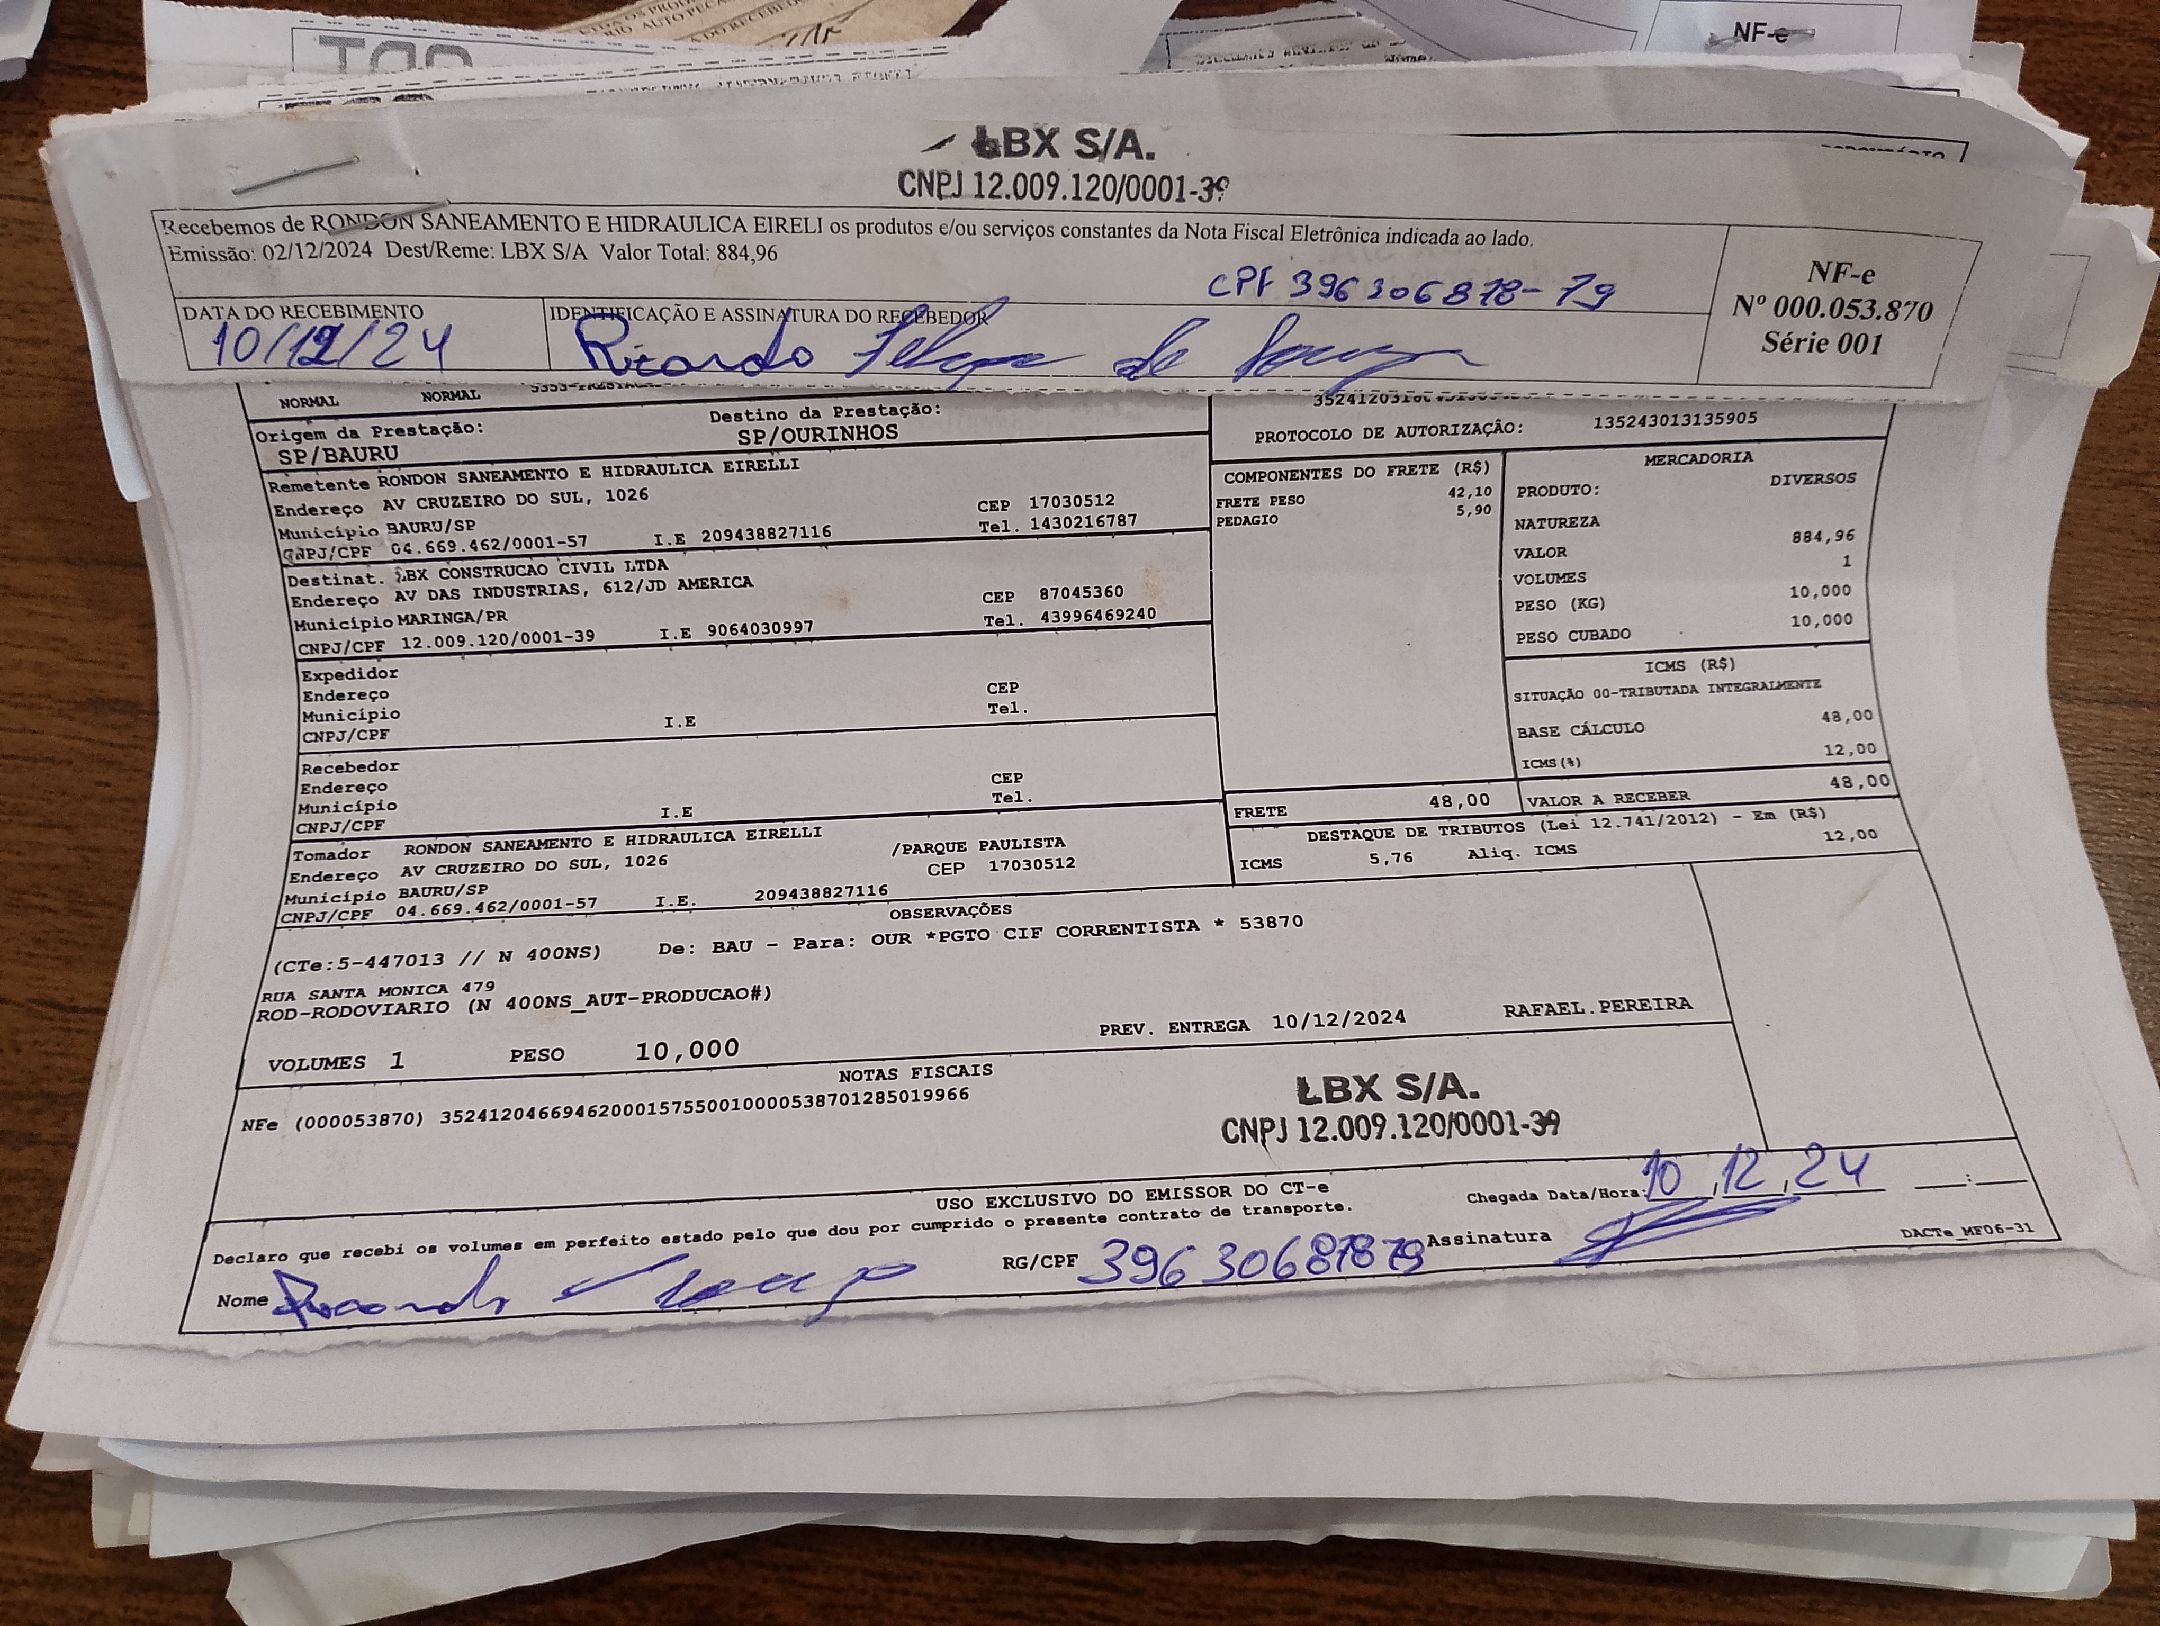 NF-e
LBX S/A.
CNPJ 12.009.120/0001-39
Recebemos de RONDON SANEAMENTO E HIDRAULICA EIRELI os produtos e/ou serviços constantes da Nota Fiscal Eletrônica indicada ao lado.
Emissão: 02/12/2024 Dest/Reme: LBX S/A Valor Total: 884,96
CPF 396306878-79
NF-e
Nº 000.053.870
Série 001
DATA DO RECEBIMENTO
10/12/24
IDENTIFICAÇÃO E ASSINATURA DO RECEBEDOR
Ricardo Felipe de Souza
NORMAL NORMAL
Origem da Prestação:
SP/BAURU
Destino da Prestação:
SP/OURINHOS
PROTOCOLO DE AUTORIZAÇÃO: 135243013135905
Remetente RONDON SANEAMENTO E HIDRAULICA EIRELLI
Endereço AV CRUZEIRO DO SUL, 1026 CEP 17030512
Município BAURU/SP Tel. 1430216787
CNPJ/CPF 04.669.462/0001-57 I.E 209438827116
Destinat. LBX CONSTRUCAO CIVIL LTDA
Endereço AV DAS INDUSTRIAS, 612/JD AMERICA CEP 87045360
Município MARINGA/PR Tel. 43996469240
CNPJ/CPF 12.009.120/0001-39 I.E 9064030997
Expedidor
Endereço CEP
Município Tel.
CNPJ/CPF I.E
Recebedor
Endereço CEP
Município Tel.
CNPJ/CPF I.E
Tomador RONDON SANEAMENTO E HIDRAULICA EIRELLI
Endereço AV CRUZEIRO DO SUL, 1026 /PARQUE PAULISTA
Município BAURU/SP CEP 17030512
CNPJ/CPF 04.669.462/0001-57 I.E. 209438827116
COMPONENTES DO FRETE (R$)
FRETE PESO 42,10
PEDAGIO 5,90
MERCADORIA
PRODUTO: DIVERSOS
NATUREZA
VALOR 884,96
VOLUMES 1
PESO (KG) 10,000
PESO CUBADO 10,000
ICMS (R$)
SITUAÇÃO 00-TRIBUTADA INTEGRALMENTE
BASE CÁLCULO 48,00
ICMS(%) 12,00
FRETE 48,00 VALOR A RECEBER 48,00
DESTAQUE DE TRIBUTOS (Lei 12.741/2012) - Em (R$)
ICMS 5,76 Aliq. ICMS 12,00
OBSERVAÇÕES
(CTe:5-447013 // N 400NS) De: BAU - Para: OUR *PGTO CIF CORRENTISTA * 53870
RUA SANTA MONICA 479
ROD-RODOVIARIO (N 400NS_AUT-PRODUCAO#)
VOLUMES 1 PESO 10,000 PREV. ENTREGA 10/12/2024 RAFAEL.PEREIRA
NOTAS FISCAIS
NFe (000053870) 35241204669462000157550010000538701285019966
LBX S/A.
CNPJ 12.009.120/0001-39
USO EXCLUSIVO DO EMISSOR DO CT-e
Declaro que recebi os volumes em perfeito estado pelo que dou por cumprido o presente contrato de transporte.
Chegada Data/Hora: 10,12,24
Nome Ricardo RG/CPF 39630687879 Assinatura
DACTe_MF06-31